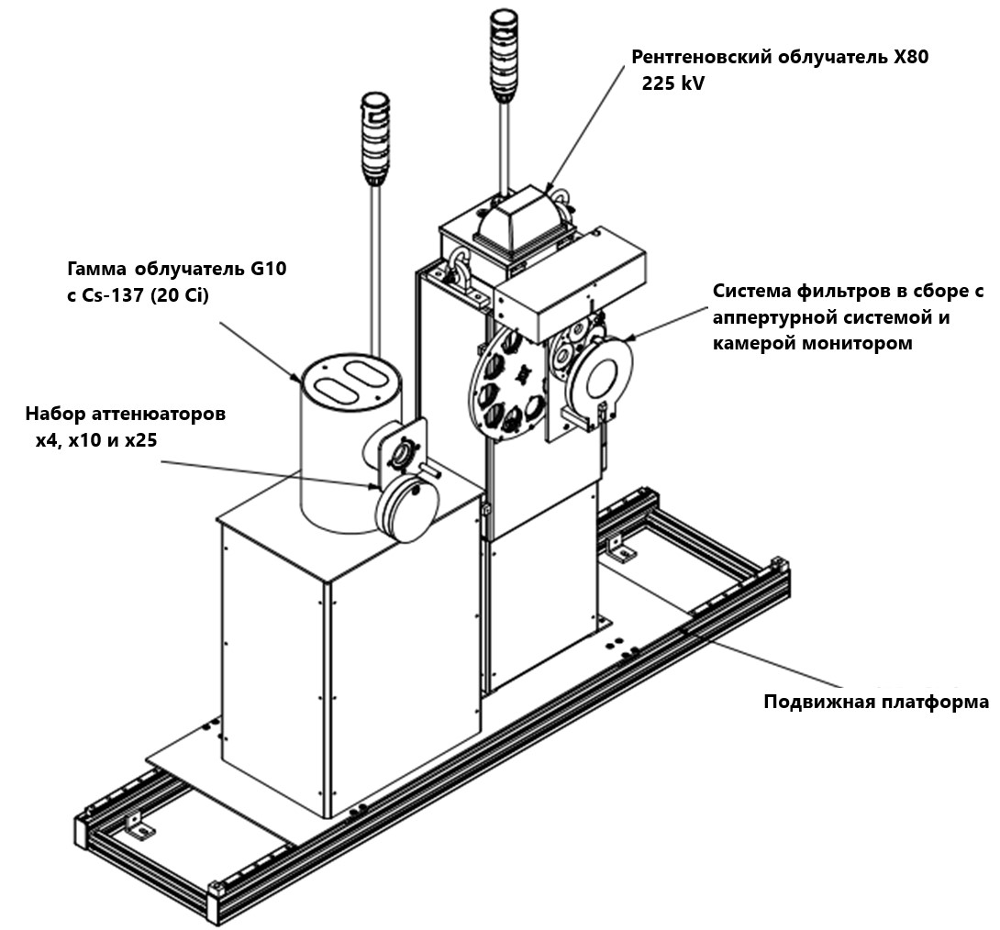 Рентгеновский облучатель X80
225 kV
Гамма облучатель G10
с Cs-137 (20 Ci)
Система фильтров в сборе с
аппертурной системой и
камерой монитором
Набор аттенюаторов
x4, x10 и x25
Подвижная платформа